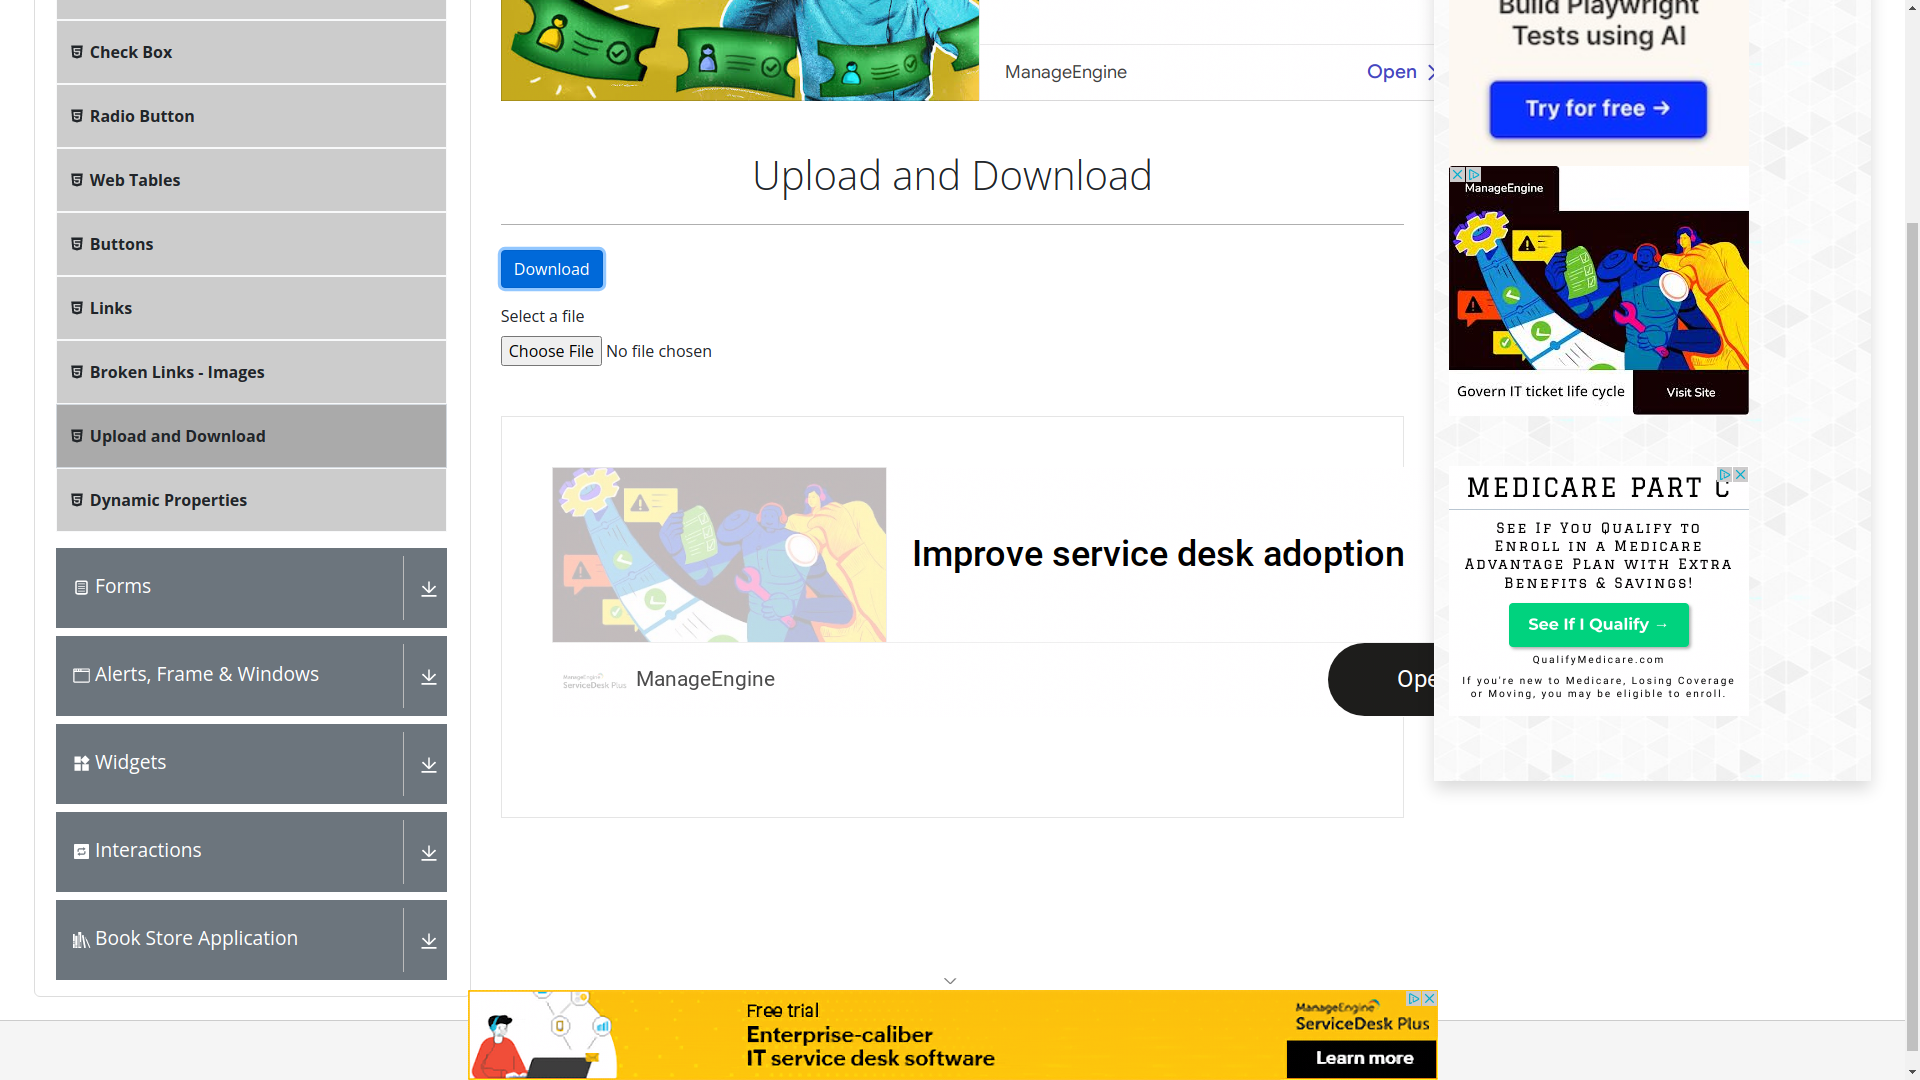 Check Box
Radio Button
Web Tables
Buttons
Links
Broken Links - Images
Upload and Download
Dynamic Properties
Forms
Alerts, Frame & Windows
Widgets
Interactions
Book Store Application
ManageEngine
Open
Upload and Download
Download
Select a file
Choose File No file chosen
Improve service desk adoption
ManageEngine
ServiceDesk Plus
ManageEngine
Ope
Build Playwright
Tests using AI
Try for free →
ManageEngine
Govern IT ticket life cycle
Visit Site
MEDICARE PART C
See If You Qualify to
Enroll in a Medicare
Advantage Plan with Extra
Benefits & Savings!
See If I Qualify →
QualifyMedicare.com
If you're new to Medicare, Losing Coverage
or Moving, you may be eligible to enroll.
Free trial
Enterprise-caliber
IT service desk software
ManageEngine
ServiceDesk Plus
Learn more